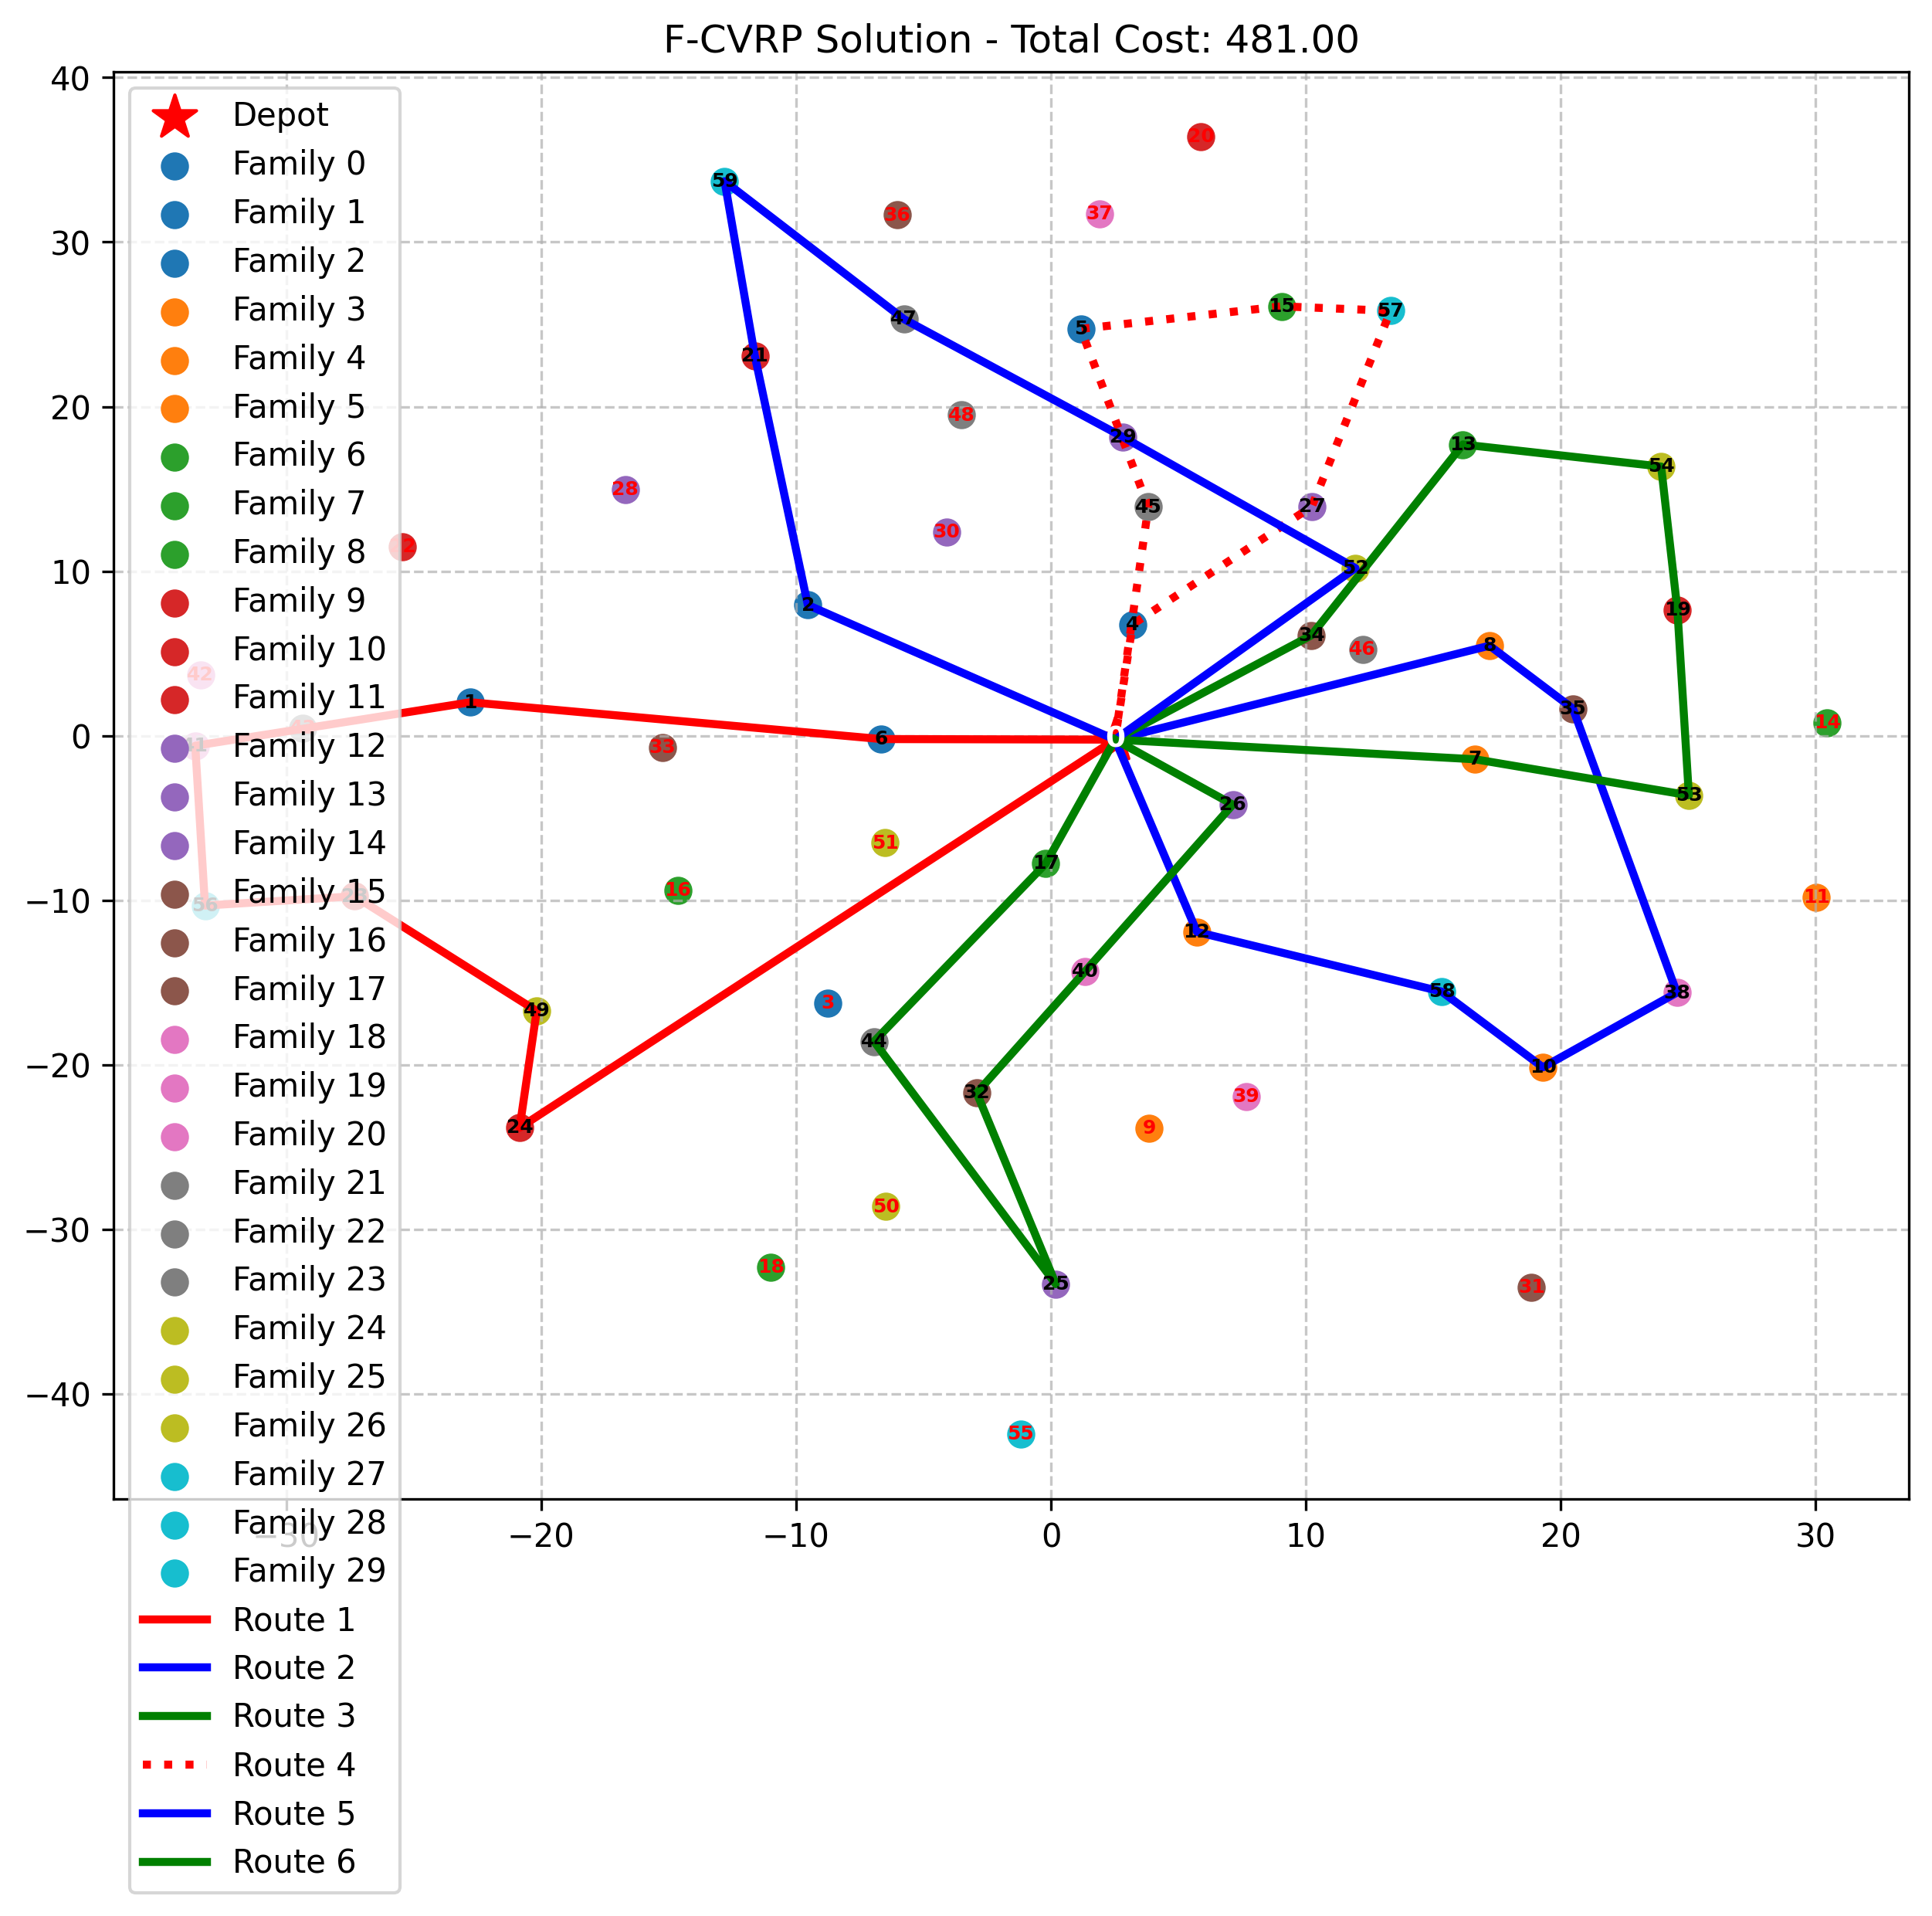 F-CVRP Solution - Total Cost: 481.00
40
30
20
10
0
−10
−20
−30
−40
−30
−20
−10
0
10
20
30
Depot
Family 0
Family 1
Family 2
Family 3
Family 4
Family 5
Family 6
Family 7
Family 8
Family 9
Family 10
Family 11
Family 12
Family 13
Family 14
Family 15
Family 16
Family 17
Family 18
Family 19
Family 20
Family 21
Family 22
Family 23
Family 24
Family 25
Family 26
Family 27
Family 28
Family 29
Route 1
Route 2
Route 3
Route 4
Route 5
Route 6
20
59
36
37
15
57
5
47
21
29
48
13
54
28
45
27
30
52
19
4
2
34
46
8
42
1
35
14
6
0
33
41
7
53
26
51
17
16
11
56
12
40
58
38
49
3
44
10
32
39
24
9
50
18
25
31
55